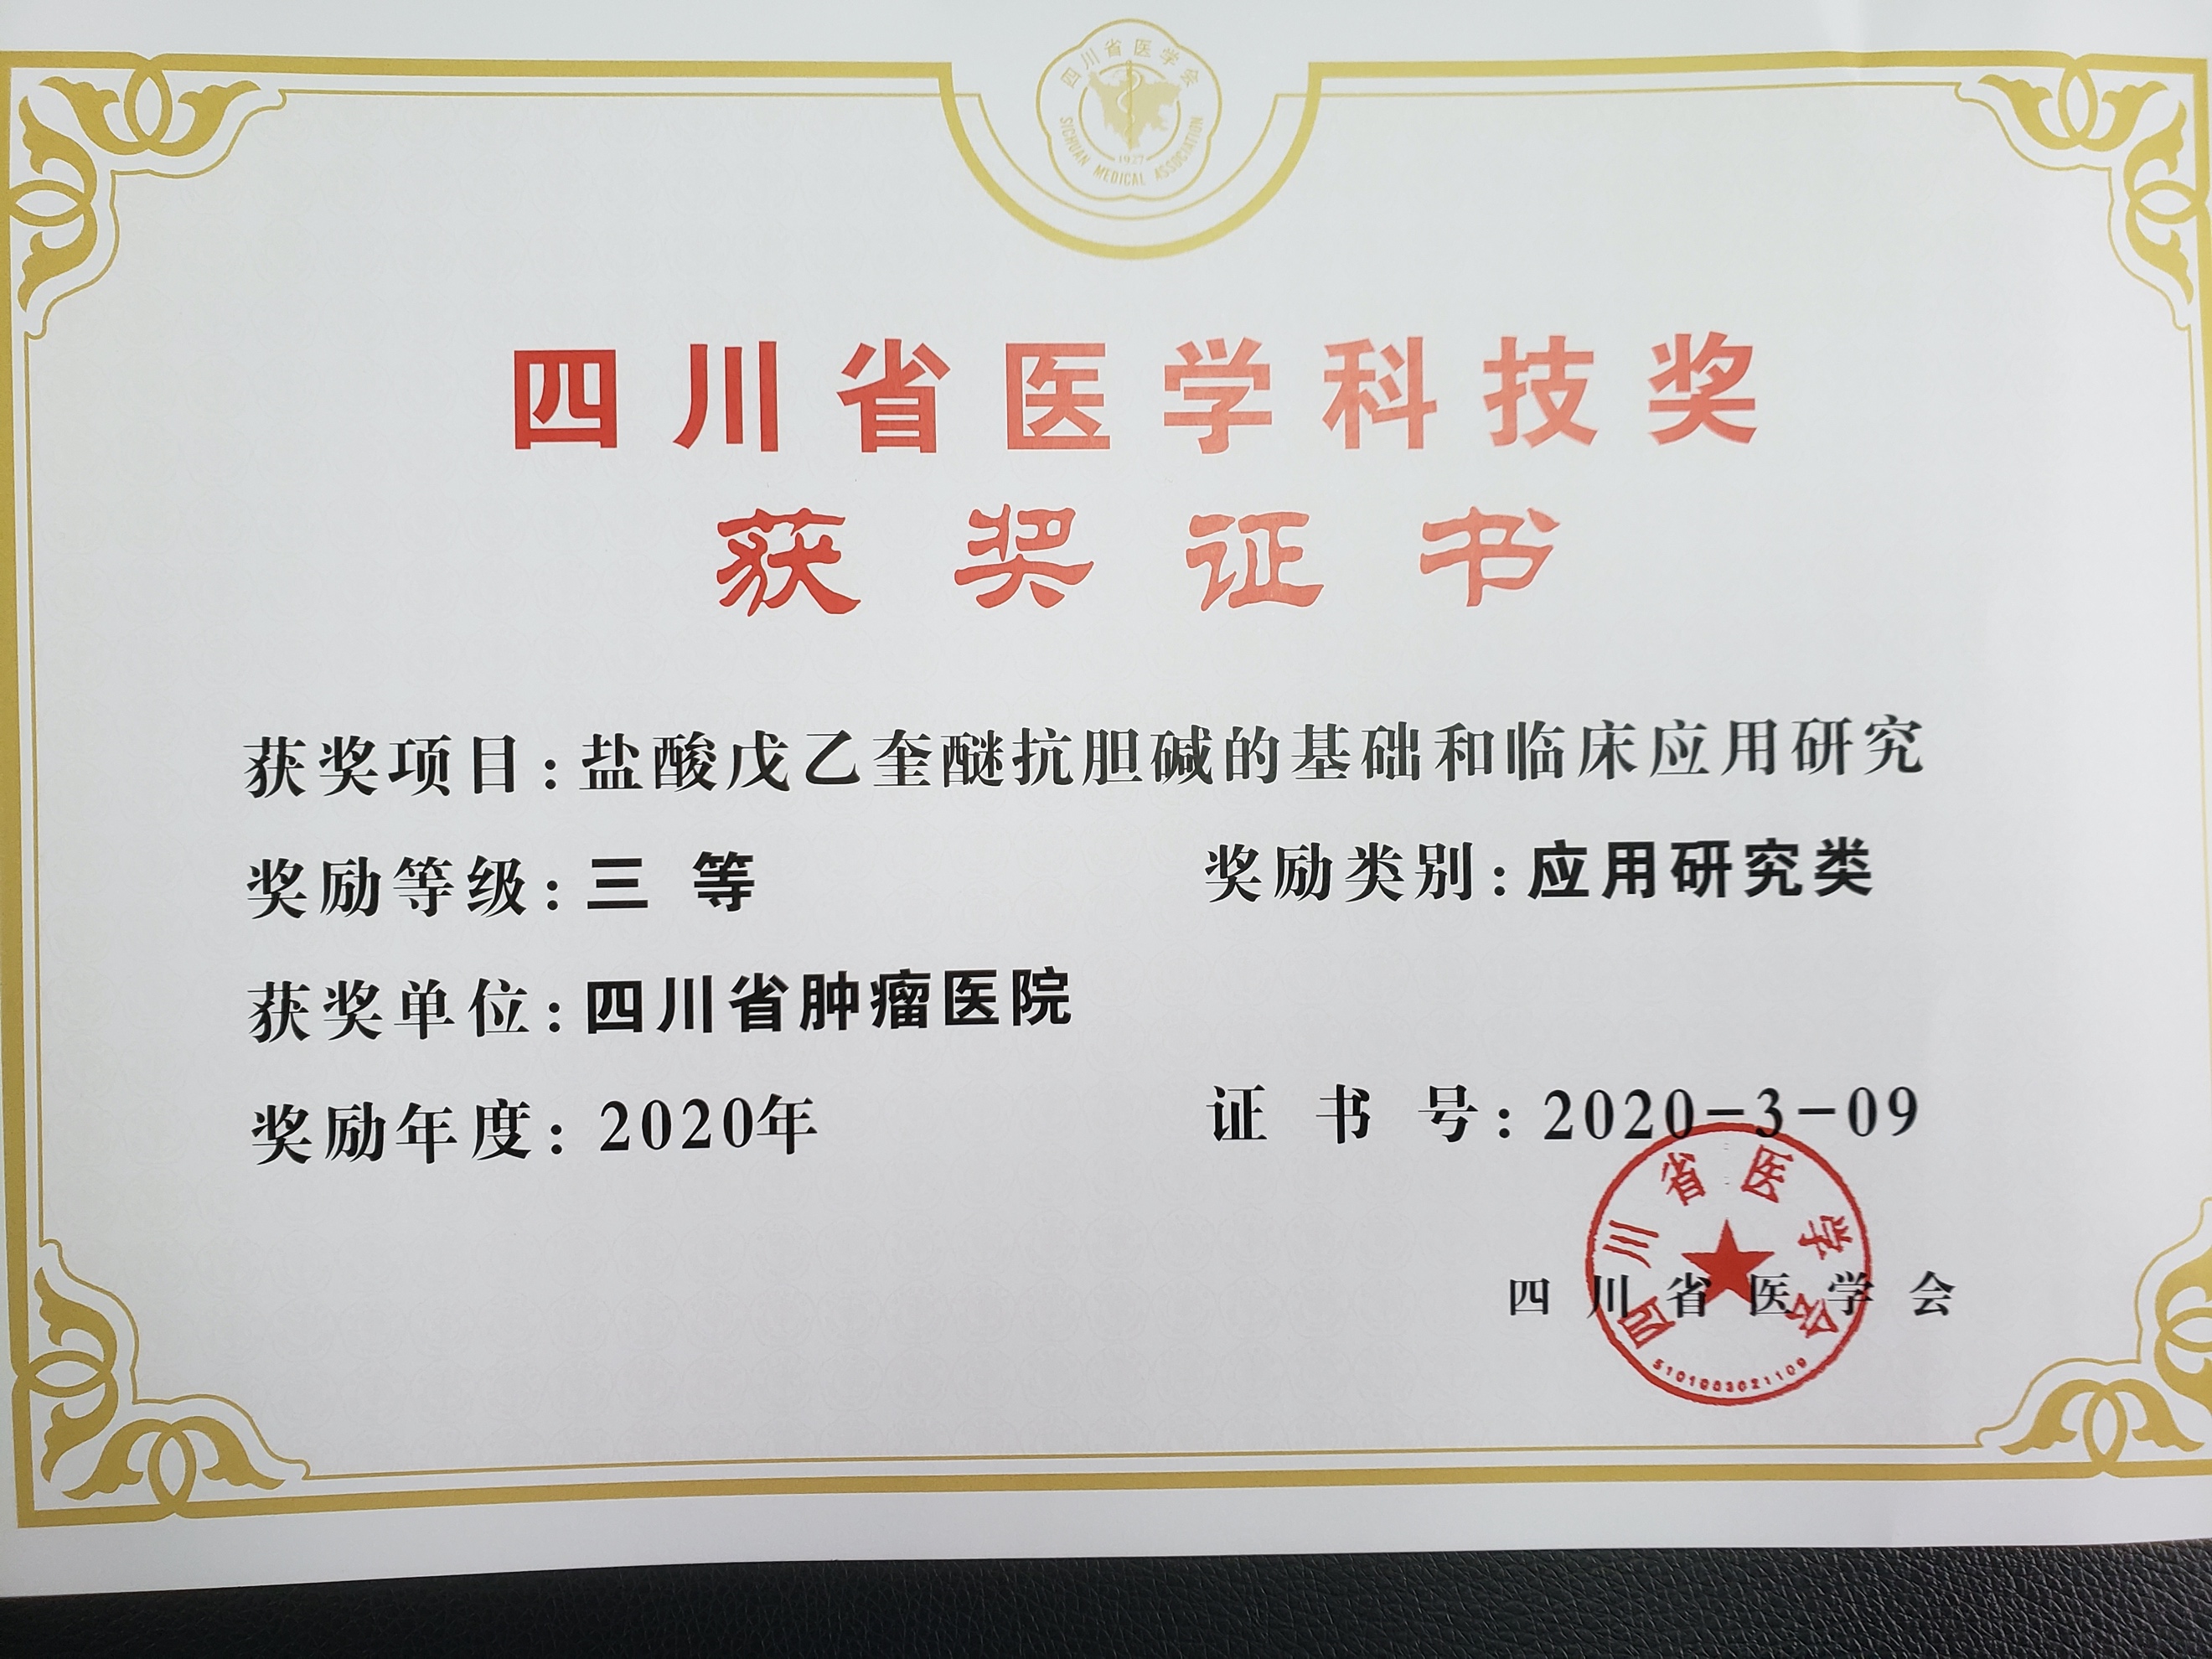 四川省医学会
1927
SICHUAN MEDICAL ASSOCIATION
四川省医学科技奖
获奖证书
获奖项目:盐酸戊乙奎醚抗胆碱的基础和临床应用研究
奖励等级:三 等 奖励类别:应用研究类
获奖单位:四川省肿瘤医院
奖励年度: 2020年 证 书 号: 2020-3-09
四川省医学会
四川省医学会